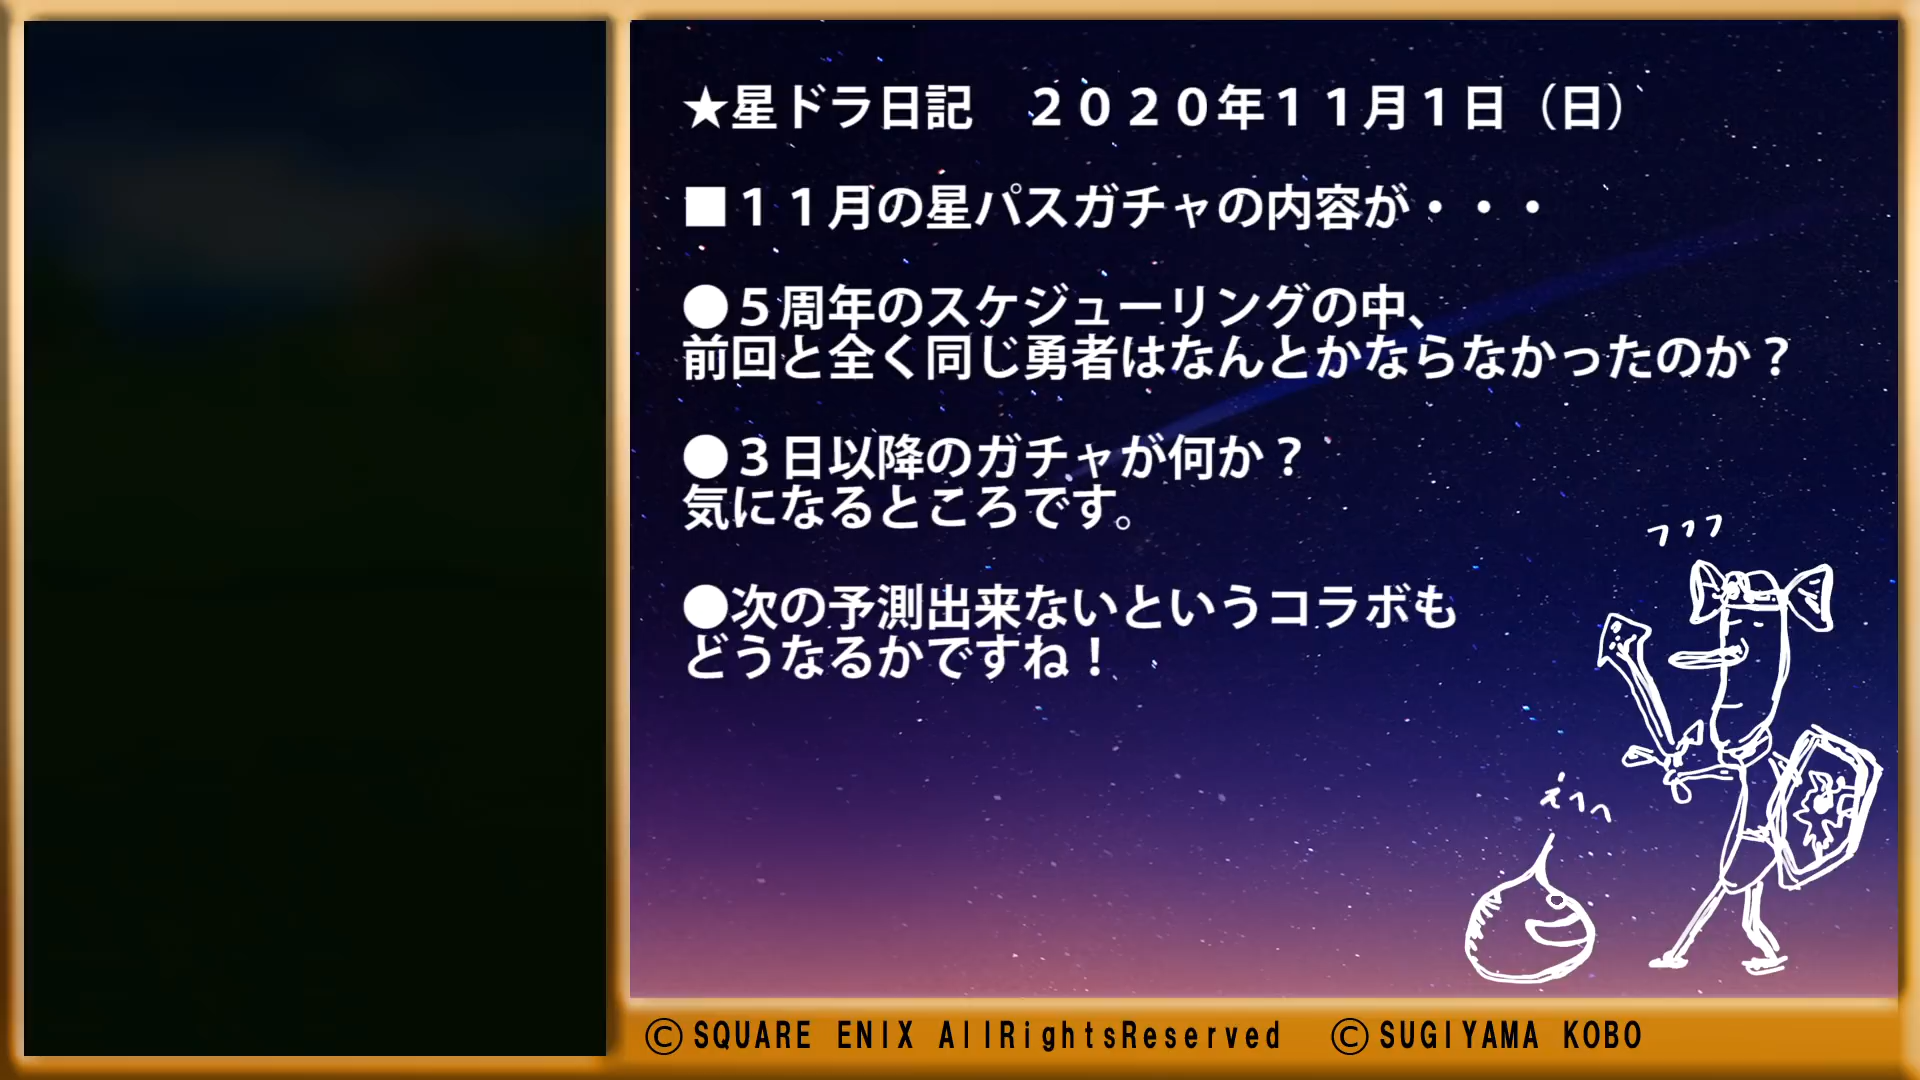 ★星ドラ日記　２０２０年１１月１日（日）
■１１月の星パスガチャの内容が・・・
●５周年のスケジューリングの中、
前回と全く同じ勇者はなんとかならなかったのか？
●３日以降のガチャが何か？
気になるところです。
●次の予測出来ないというコラボも
どうなるかですね！
ⒸSQUARE ENIX AllRightsReserved　ⒸSUGIYAMA KOBO